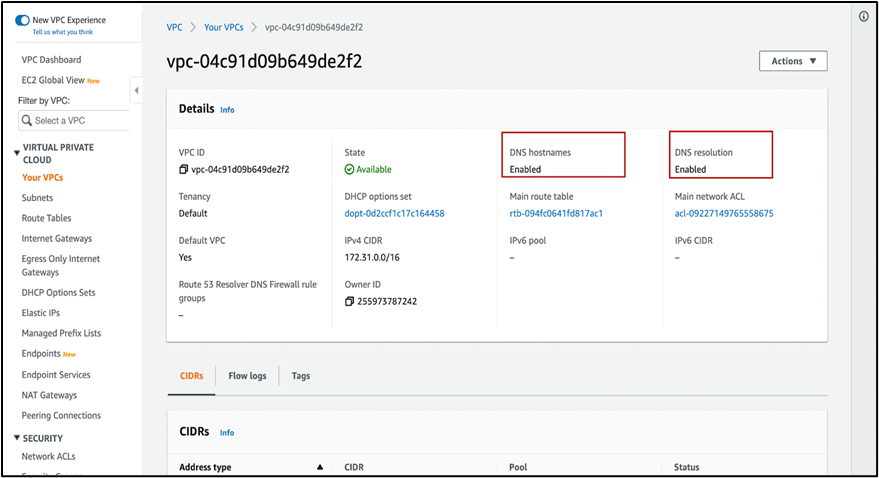 New VPC Experience
Tell us what you think
VPC Dashboard
EC2 Global View New
Filter by VPC:
Select a VPC
VIRTUAL PRIVATE
CLOUD
Your VPCs
Subnets
Route Tables
Internet Gateways
Egress Only Internet
Gateways
DHCP Options Sets
Elastic IPs
Managed Prefix Lists
Endpoints New
Endpoint Services
NAT Gateways
Peering Connections
SECURITY
Network ACLs
VPC > Your VPCs > vpc-04c91d09b649de2f2
vpc-04c91d09b649de2f2
Actions
Details Info
VPC ID
vpc-04c91d09b649de2f2
State
Available
DNS hostnames
Enabled
DNS resolution
Enabled
Tenancy
Default
DHCP options set
dopt-0d2ccf1c17c164458
Main route table
rtb-094fc0641fd817ac1
Main network ACL
acl-09227149765558675
Default VPC
Yes
IPv4 CIDR
172.31.0.0/16
IPv6 pool
–
IPv6 CIDR
–
Route 53 Resolver DNS Firewall rule
groups
–
Owner ID
255973787242
CIDRs Flow logs Tags
CIDRs Info
Address type CIDR Pool Status